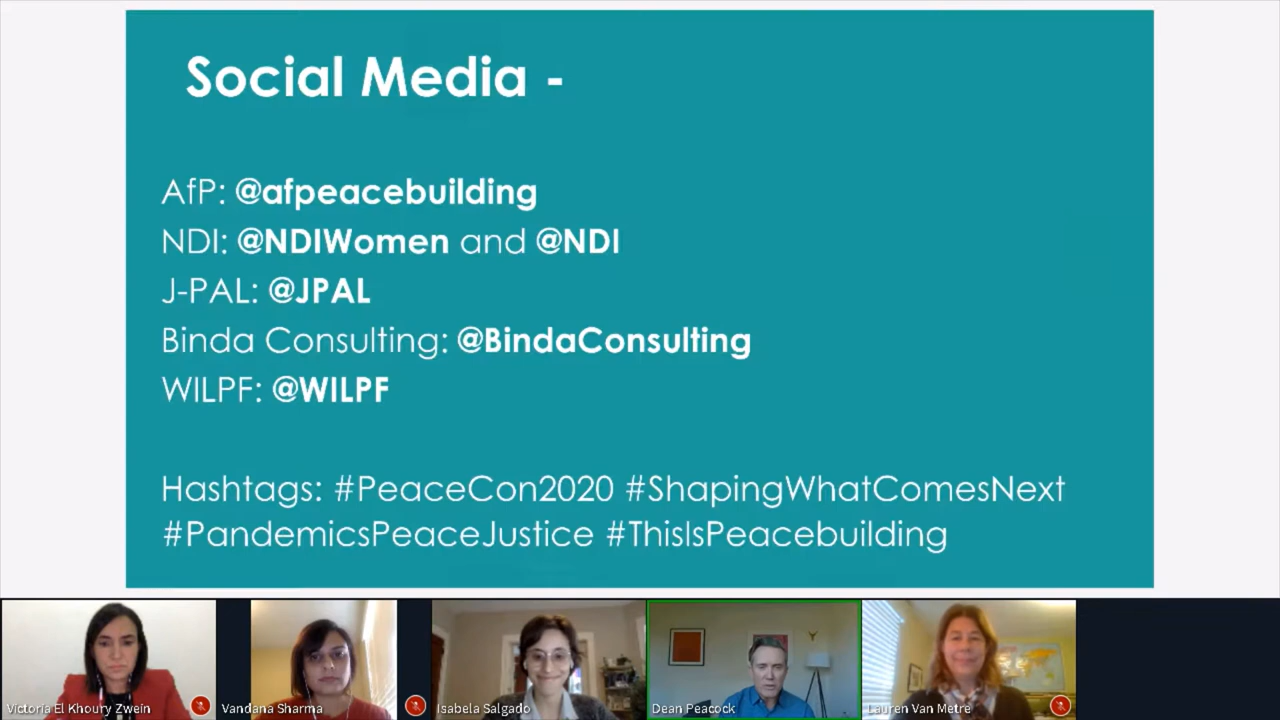 Social Media -
AfP: @afpeacebuilding
NDI: @NDIWomen and @NDI
J-PAL: @JPAL
Binda Consulting: @BindaConsulting
WILPF: @WILPF
Hashtags: #PeaceCon2020 #ShapingWhatComesNext
#PandemicsPeaceJustice #ThisIsPeacebuilding
Victoria El Khoury Zwein
Vandana Sharma
Isabela Salgado
Dean Peacock
Lauren Van Metre